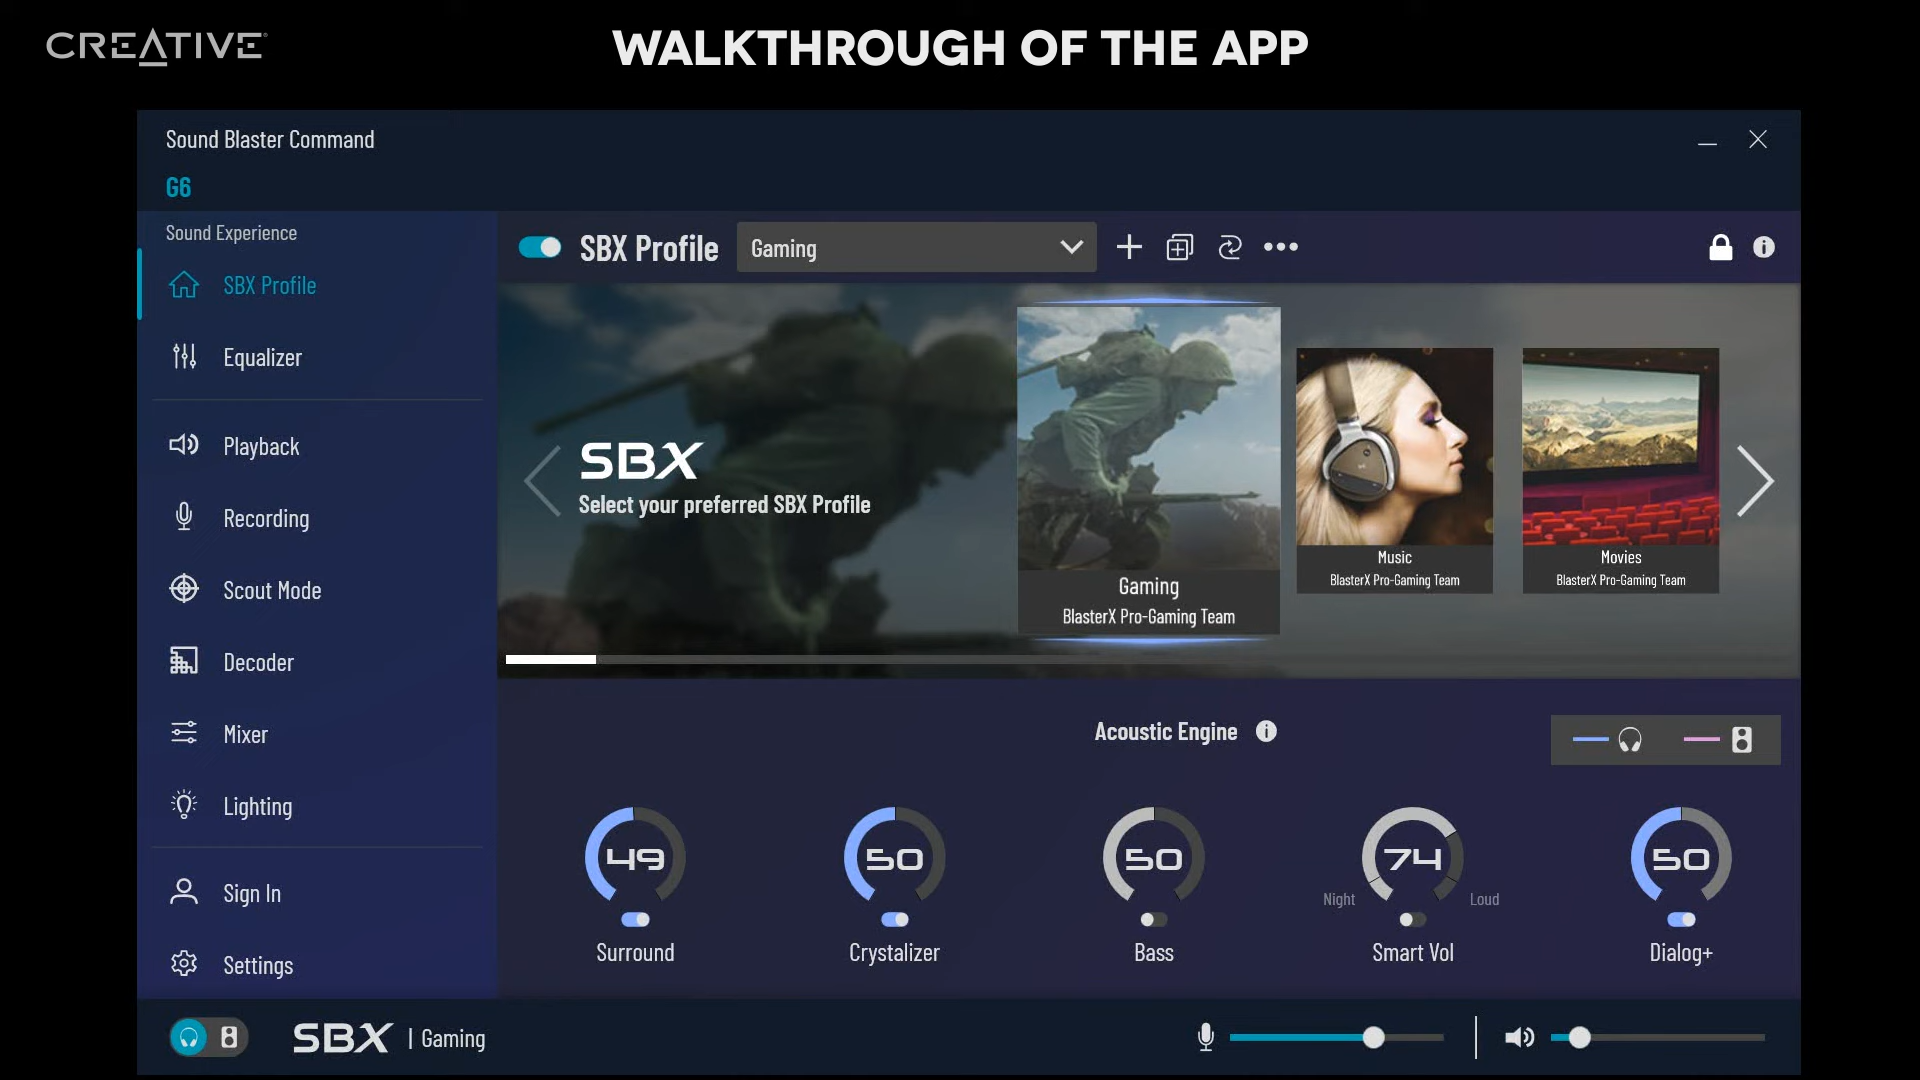 CREATIVE
WALKTHROUGH OF THE APP
Sound Blaster Command
G6
Sound Experience
SBX Profile
Equalizer
Playback
Recording
Scout Mode
Decoder
Mixer
Lighting
Sign In
Settings
SBX Profile
Gaming
SBX
Select your preferred SBX Profile
Gaming
BlasterX Pro-Gaming Team
Music
BlasterX Pro-Gaming Team
Movies
BlasterX Pro-Gaming Team
Acoustic Engine
49
Surround
50
Crystalizer
50
Bass
74
Night
Loud
Smart Vol
50
Dialog+
SBX | Gaming